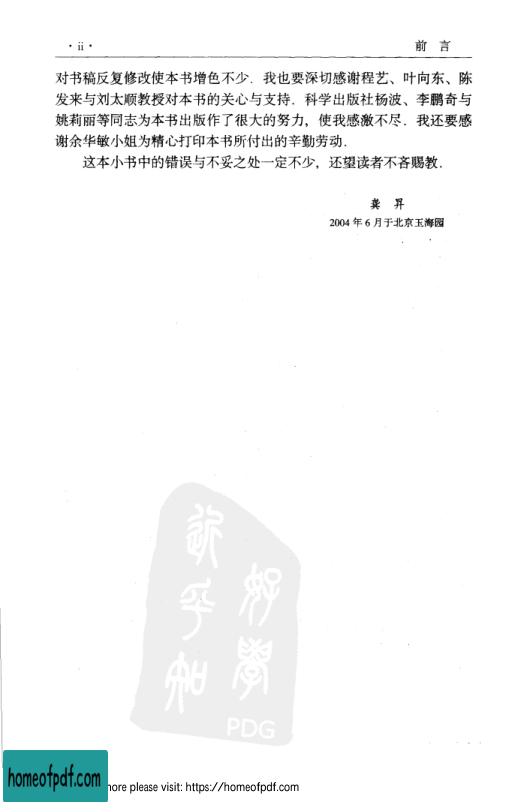 · ii · 前 言
对书稿反复修改使本书增色不少．我也要深切感谢程艺、叶向东、陈
发来与刘太顺教授对本书的关心与支持．科学出版社杨波、李鹏奇与
姚莉丽等同志为本书出版作了很大的努力，使我感激不尽．我还要感
谢余华敏小姐为精心打印本书所付出的辛勤劳动．
这本小书中的错误与不妥之处一定不少，还望读者不吝赐教．
龚 昇
2004 年 6 月于北京玉海园
好學
近乎知
PDG
homeofpdf.com
more please visit: https://homeofpdf.com